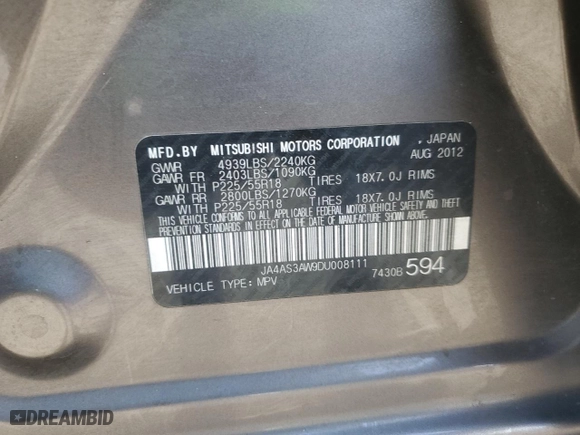 MFD.BY MITSUBISHI MOTORS CORPORATION . JAPAN
GVWR 4939LBS/2240KG AUG 2012
GAWR FR 2403LBS/1090KG
WITH P225/55R18 TIRES 18X7.0J RIMS
GAWR RR 2800LBS/1270KG
WITH P225/55R18 TIRES 18X7.0J RIMS
THIS VEHICLE CONFORMS TO ALL APPLICABLE FEDERAL MOTOR VEHICLE SAFETY AND THEFT
PREVENTION STANDARDS IN EFFECT ON THE DATE OF MANUFACTURE SHOWN ABOVE.
JA4AS3AW9DU008111
VEHICLE TYPE: MPV 7430B 594
DREAMBID